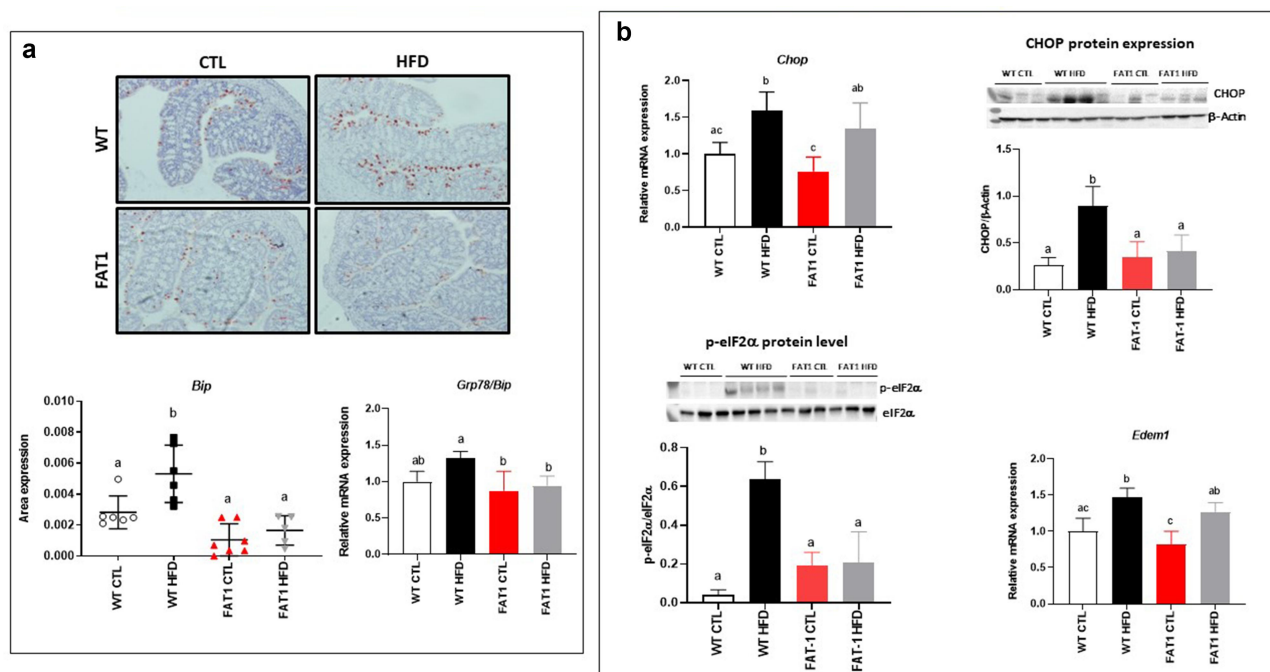 a
CTL
HFD
WT
FAT1
Bip
Area expression
0.010
0.008
0.006
0.004
0.002
0.000
a
b
a
a
WT CTL
WT HFD
FAT1 CTL
FAT1 HFD
Grp78/Bip
Relative mRNA expression
2.0
1.5
1.0
0.5
0.0
ab
a
b
b
WT CTL
WT HFD
FAT1 CTL
FAT1 HFD
b
Chop
Relative mRNA expression
2.0
1.5
1.0
0.5
0.0
ac
b
c
ab
WT CTL
WT HFD
FAT1 CTL
FAT1 HFD
CHOP protein expression
WT CTL WT HFD FAT1 CTL FAT1 HFD
CHOP
β-Actin
CHOP/β-Actin
1.5
1.0
0.5
0.0
a
b
a
a
WT CTL
WT HFD
FAT-1 CTL
FAT-1 HFD
p-eIF2α protein level
WT CTL WT HFD FAT1 CTL FAT1 HFD
p-eIF2α
eIF2α
p-eIF2α/eIF2α
0.8
0.6
0.4
0.2
0.0
a
b
a
a
WT CTL
WT HFD
FAT-1 CTL
FAT-1 HFD
Edem1
Relative mRNA expression
2.0
1.5
1.0
0.5
0.0
ac
b
c
ab
WT CTL
WT HFD
FAT1 CTL
FAT1 HFD